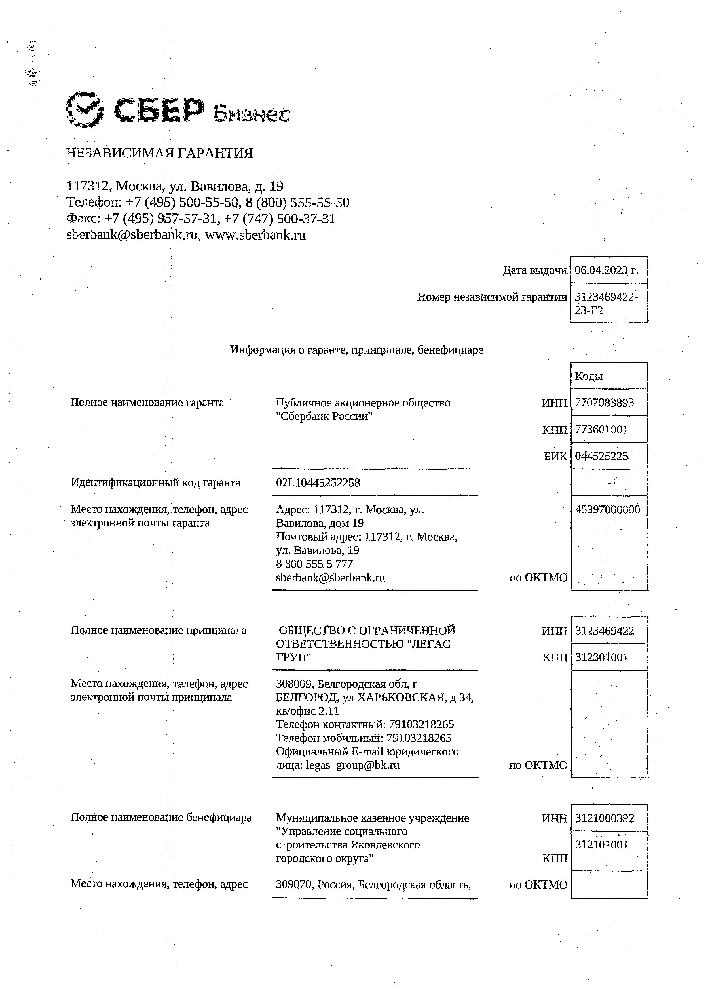 СБЕР Бизнес
НЕЗАВИСИМАЯ ГАРАНТИЯ
117312, Москва, ул. Вавилова, д. 19
Телефон: +7 (495) 500-55-50, 8 (800) 555-55-50
Факс: +7 (495) 957-57-31, +7 (747) 500-37-31
sberbank@sberbank.ru, www.sberbank.ru
Дата выдачи 06.04.2023 г.
Номер независимой гарантии 3123469422-
23-Г2
Информация о гаранте, принципале, бенефициаре
Коды
Полное наименование гаранта Публичное акционерное общество ИНН 7707083893
"Сбербанк России"
КПП 773601001
БИК 044525225
Идентификационный код гаранта 02L10445252258 -
Место нахождения, телефон, адрес Адрес: 117312, г. Москва, ул. 45397000000
электронной почты гаранта Вавилова, дом 19
Почтовый адрес: 117312, г. Москва,
ул. Вавилова, 19
8 800 555 5 777
sberbank@sberbank.ru по ОКТМО
Полное наименование принципала ОБЩЕСТВО С ОГРАНИЧЕННОЙ ИНН 3123469422
ОТВЕТСТВЕННОСТЬЮ "ЛЕГАС
ГРУП" КПП 312301001
Место нахождения, телефон, адрес 308009, Белгородская обл, г
электронной почты принципала БЕЛГОРОД, ул ХАРЬКОВСКАЯ, д 34,
кв/офис 2.11
Телефон контактный: 79103218265
Телефон мобильный: 79103218265
Официальный E-mail юридического
лица: legas_group@bk.ru по ОКТМО
Полное наименование бенефициара Муниципальное казенное учреждение ИНН 3121000392
"Управление социального
строительства Яковлевского 312101001
городского округа" КПП
Место нахождения, телефон, адрес 309070, Россия, Белгородская область, по ОКТМО